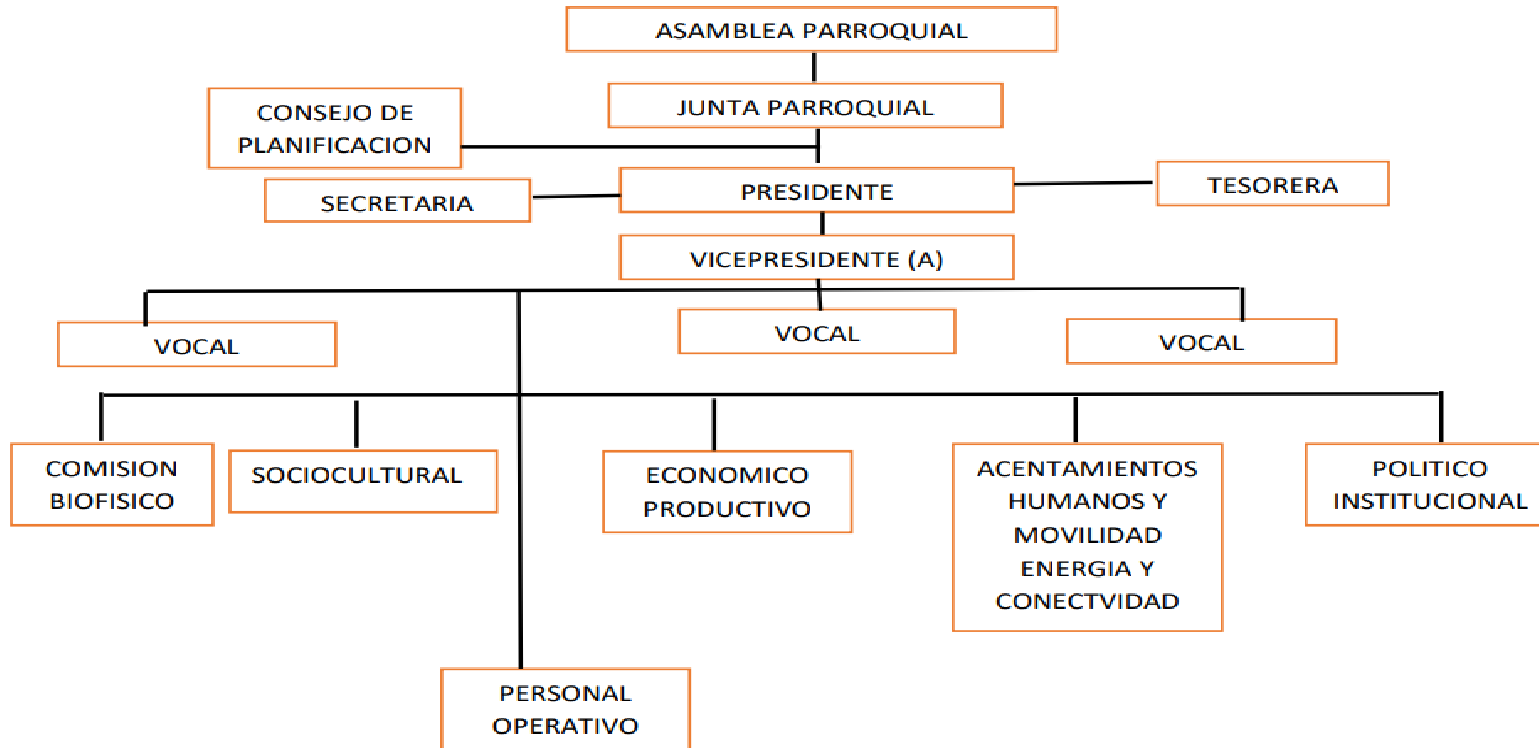 ASAMBLEA PARROQUIAL
JUNTA PARROQUIAL
CONSEJO DE
PLANIFICACION
SECRETARIA
PRESIDENTE
TESORERA
VICEPRESIDENTE (A)
VOCAL
VOCAL
VOCAL
COMISION
BIOFISICO
SOCIOCULTURAL
ECONOMICO
PRODUCTIVO
ACENTAMIENTOS
HUMANOS Y
MOVILIDAD
ENERGIA Y
CONECTVIDAD
POLITICO
INSTITUCIONAL
PERSONAL
OPERATIVO